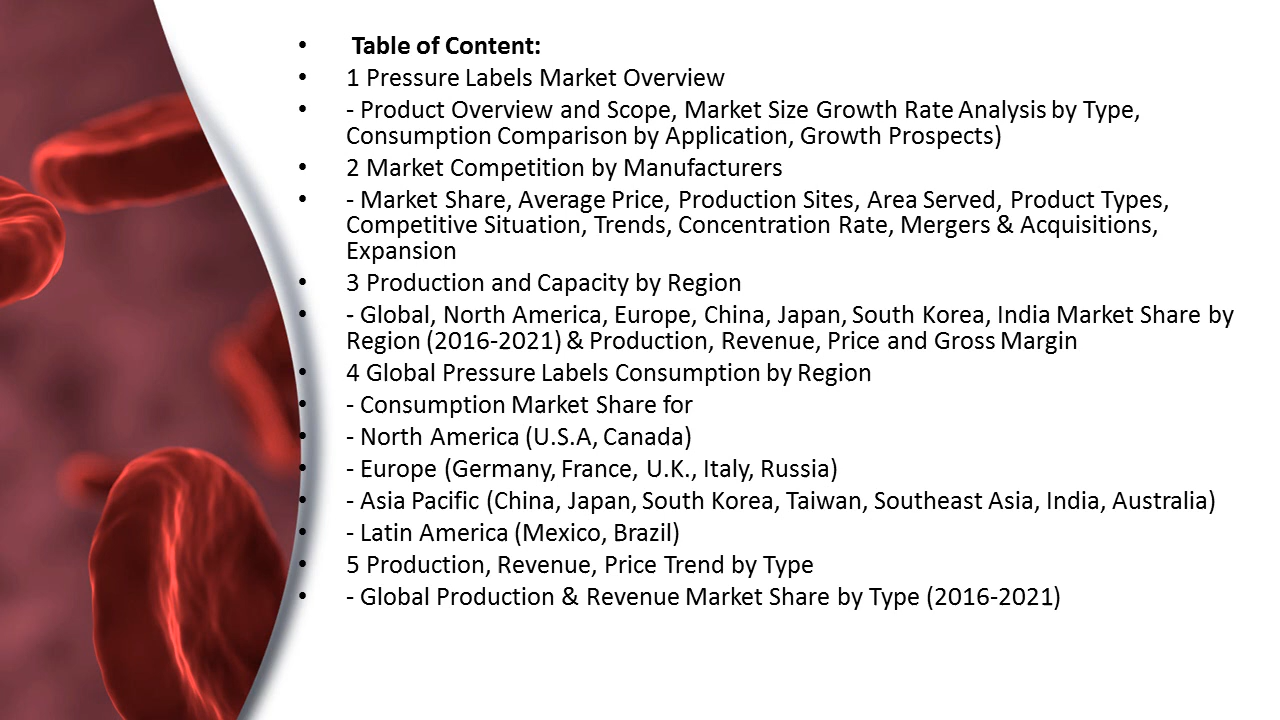 • Table of Content:
• 1 Pressure Labels Market Overview
• - Product Overview and Scope, Market Size Growth Rate Analysis by Type,
Consumption Comparison by Application, Growth Prospects)
• 2 Market Competition by Manufacturers
• - Market Share, Average Price, Production Sites, Area Served, Product Types,
Competitive Situation, Trends, Concentration Rate, Mergers & Acquisitions,
Expansion
• 3 Production and Capacity by Region
• - Global, North America, Europe, China, Japan, South Korea, India Market Share by
Region (2016-2021) & Production, Revenue, Price and Gross Margin
• 4 Global Pressure Labels Consumption by Region
• - Consumption Market Share for
• - North America (U.S.A, Canada)
• - Europe (Germany, France, U.K., Italy, Russia)
• - Asia Pacific (China, Japan, South Korea, Taiwan, Southeast Asia, India, Australia)
• - Latin America (Mexico, Brazil)
• 5 Production, Revenue, Price Trend by Type
• - Global Production & Revenue Market Share by Type (2016-2021)